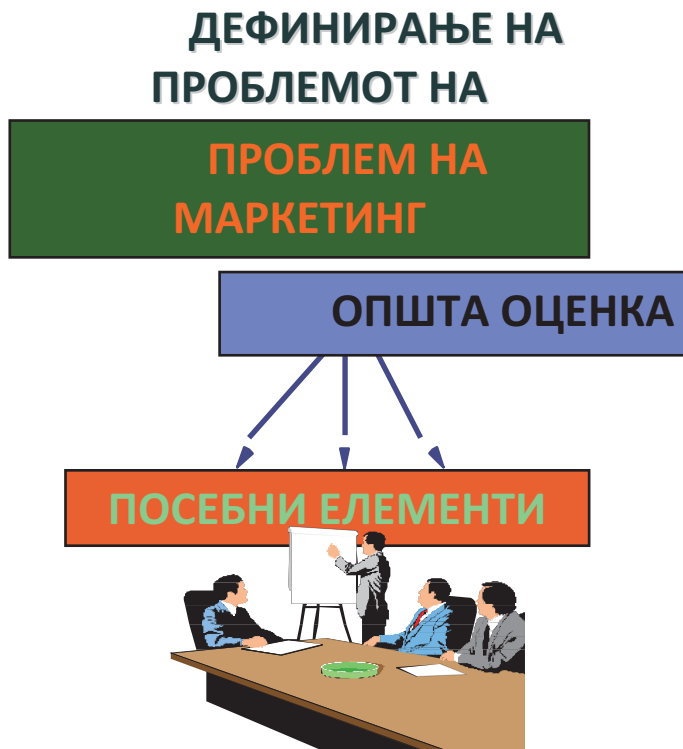 ДЕФИНИРАЊЕ НА
ПРОБЛЕМОТ НА
ПРОБЛЕМ НА
МАРКЕТИНГ
ОПШТА ОЦЕНКА
ПОСЕБНИ ЕЛЕМЕНТИ